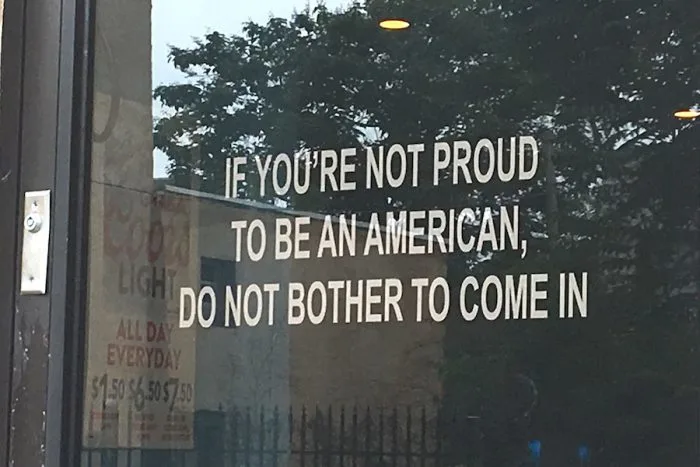 IF YOU'RE NOT PROUD
TO BE AN AMERICAN,
DO NOT BOTHER TO COME IN
COORS
LIGHT
ALL DAY
EVERYDAY
$1.50 $6.50 $7.50